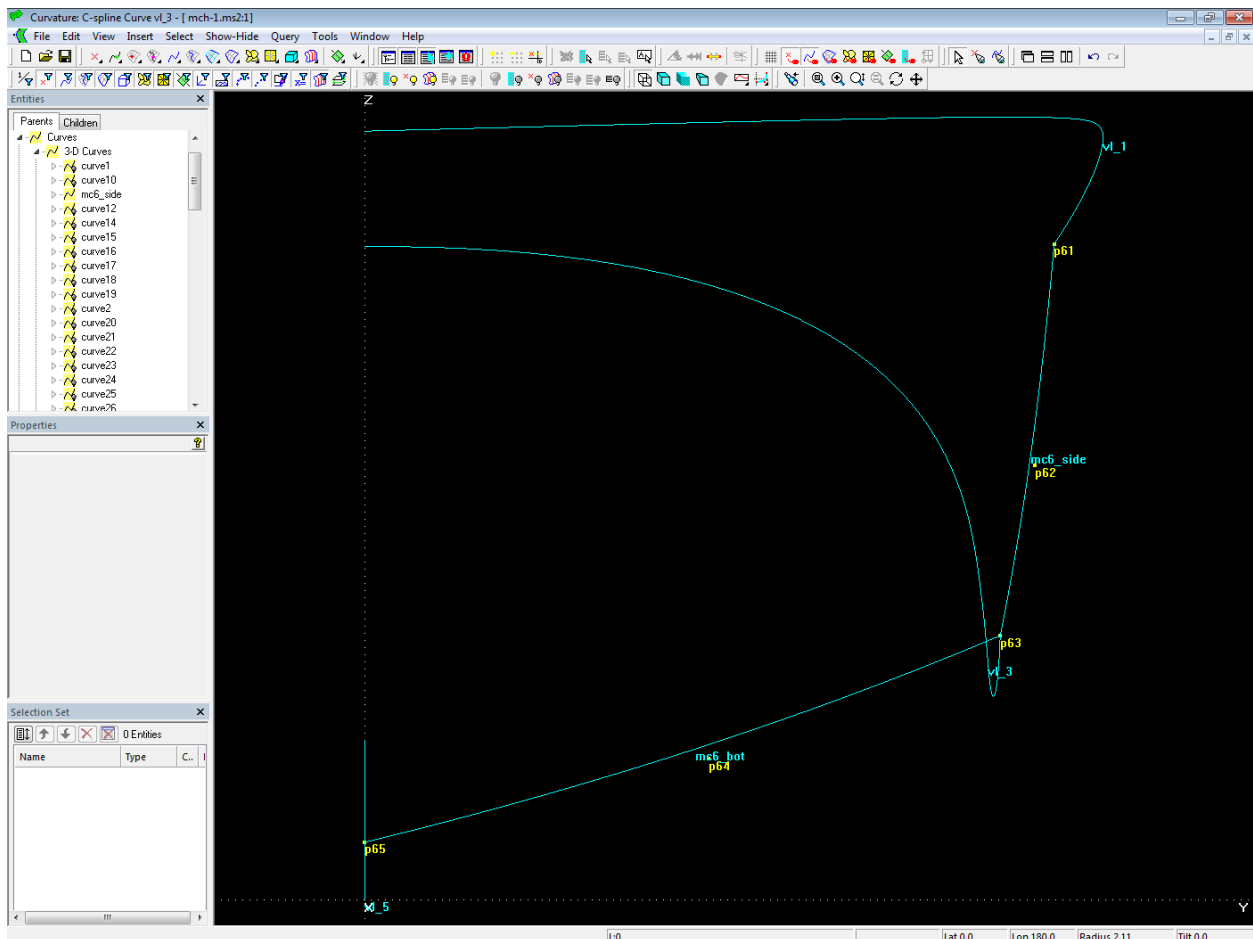 Curvature: C-spline Curve vl_3 - [ mch-1.ms2:1]
File Edit View Insert Select Show-Hide Query Tools Window Help
Entities
Parents Children
Curves
3-D Curves
curve1
curve10
mc6_side
curve12
curve14
curve15
curve16
curve17
curve18
curve19
curve2
curve20
curve21
curve22
curve23
curve24
curve25
curve26
Properties
Selection Set
0 Entities
Name Type C..
Z
vl_1
p61
mc6_side
p62
p63
vl_3
mc6_bot
p64
p65
X
_5
Y
L:0
Lat 0.0 Lon 180.0 Radius 2.11 Tilt 0.0